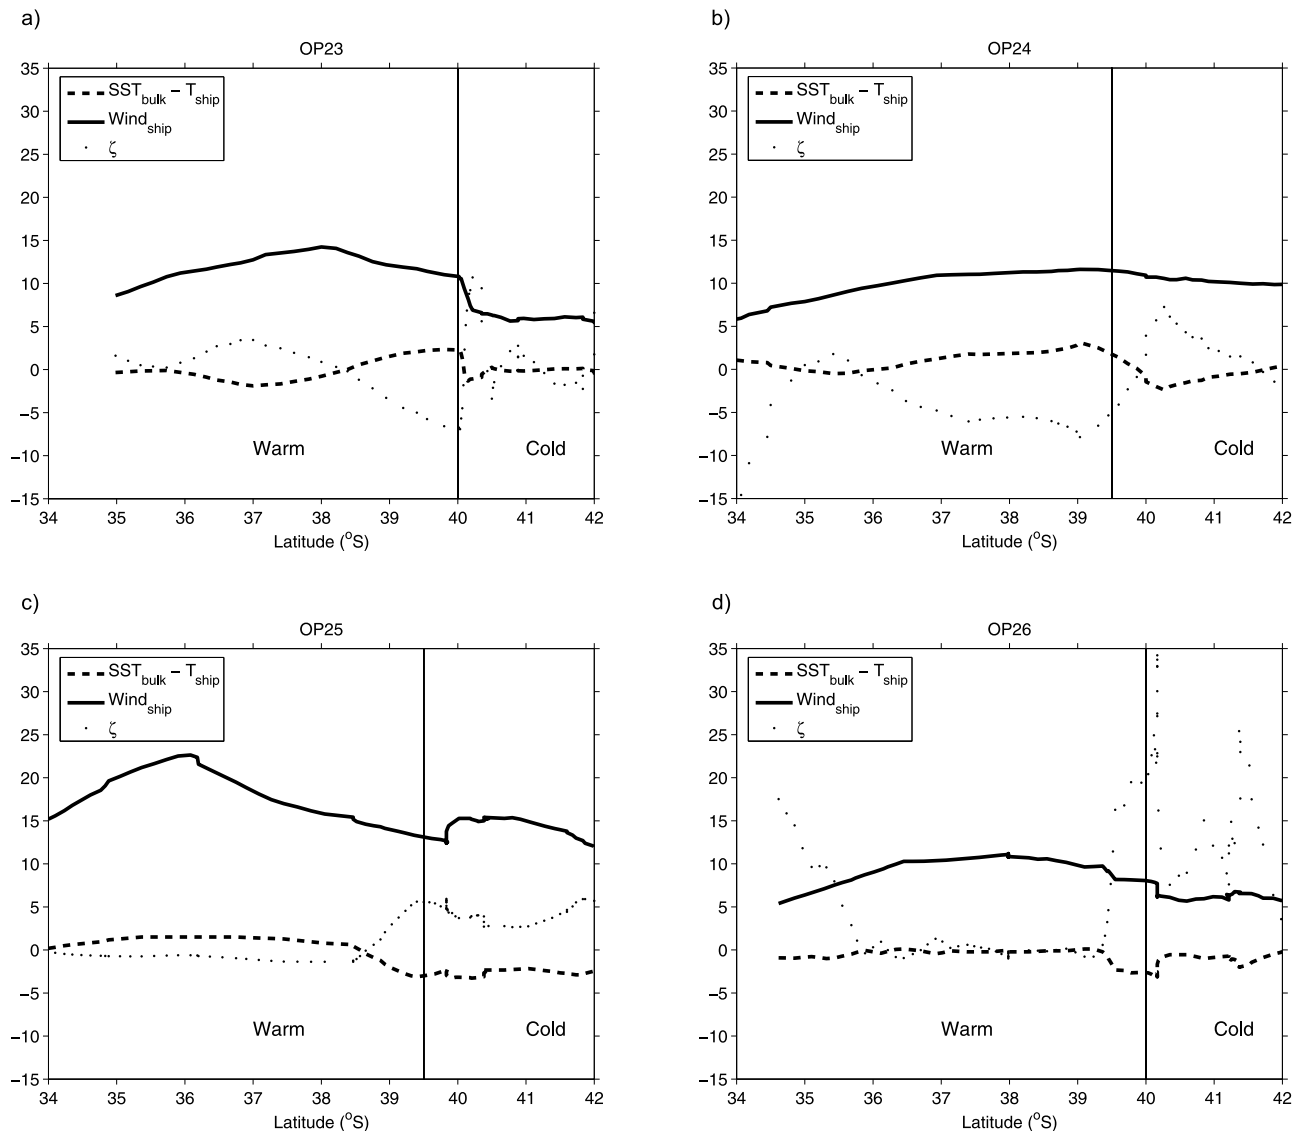 a)
OP23
SST_bulk − T_ship
Wind_ship
ζ
35
30
25
20
15
10
5
0
−5
−10
−15
Warm
Cold
34 35 36 37 38 39 40 41 42
Latitude (°S)
b)
OP24
SST_bulk − T_ship
Wind_ship
ζ
35
30
25
20
15
10
5
0
−5
−10
−15
Warm
Cold
34 35 36 37 38 39 40 41 42
Latitude (°S)
c)
OP25
SST_bulk − T_ship
Wind_ship
ζ
35
30
25
20
15
10
5
0
−5
−10
−15
Warm
Cold
34 35 36 37 38 39 40 41 42
Latitude (°S)
d)
OP26
SST_bulk − T_ship
Wind_ship
ζ
35
30
25
20
15
10
5
0
−5
−10
−15
Warm
Cold
34 35 36 37 38 39 40 41 42
Latitude (°S)